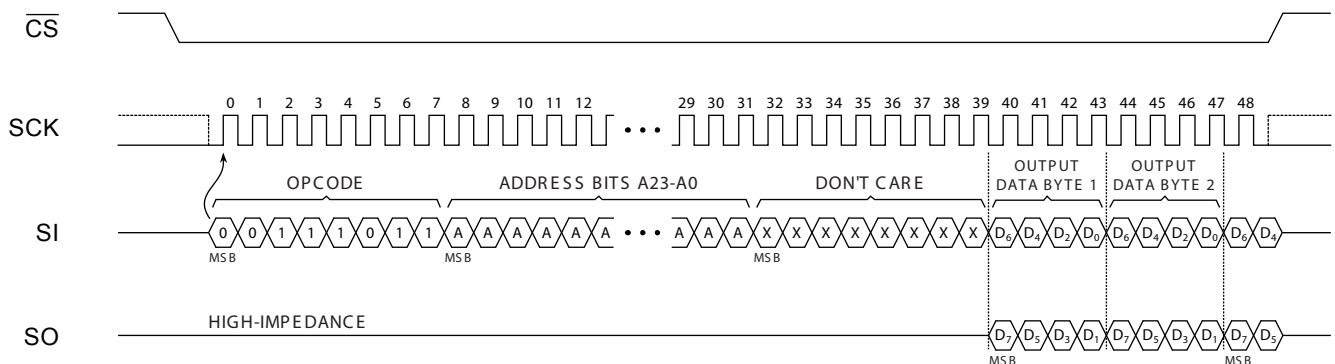 CS
SCK
0 1 2 3 4 5 6 7 8 9 10 11 12 ••• 29 30 31 32 33 34 35 36 37 38 39 40 41 42 43 44 45 46 47 48
OPCODE
ADDRESS BITS A23-A0
DON'T CARE
OUTPUT
DATA BYTE 1
OUTPUT
DATA BYTE 2
SI
0 0 1 1 1 0 1 1 A A A A A A ••• A A A X X X X X X X X D6 D4 D2 D0 D6 D4 D2 D0 D6 D4
MSB MSB MSB
SO
HIGH-IMPEDANCE
D7 D5 D3 D1 D7 D5 D3 D1 D7 D5
MSB MSB